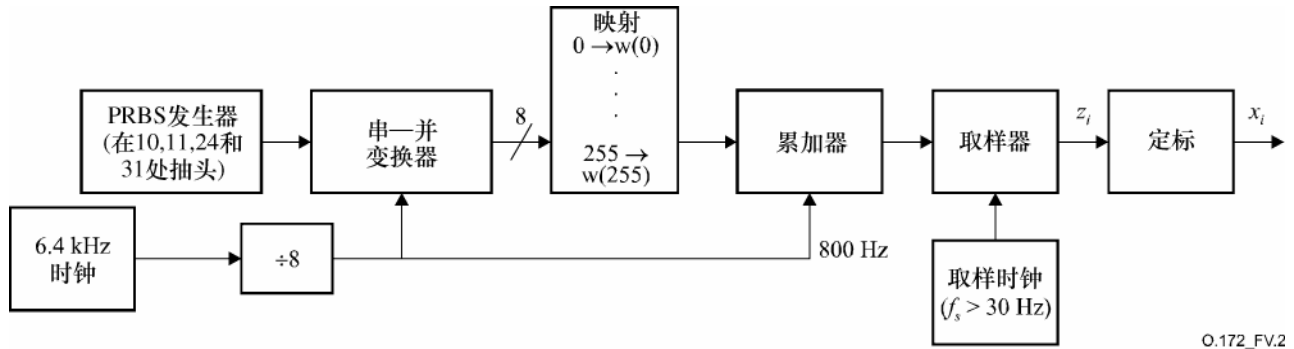 映射
0 →w(0)
.
.
.
.
255 →
w(255)
PRBS发生器
(在10,11,24和
31处抽头)
串—并
变换器
8
累加器
取样器
z_i
定标
x_i
6.4 kHz
时钟
÷8
800 Hz
取样时钟
(f_s > 30 Hz)
O.172_FV.2